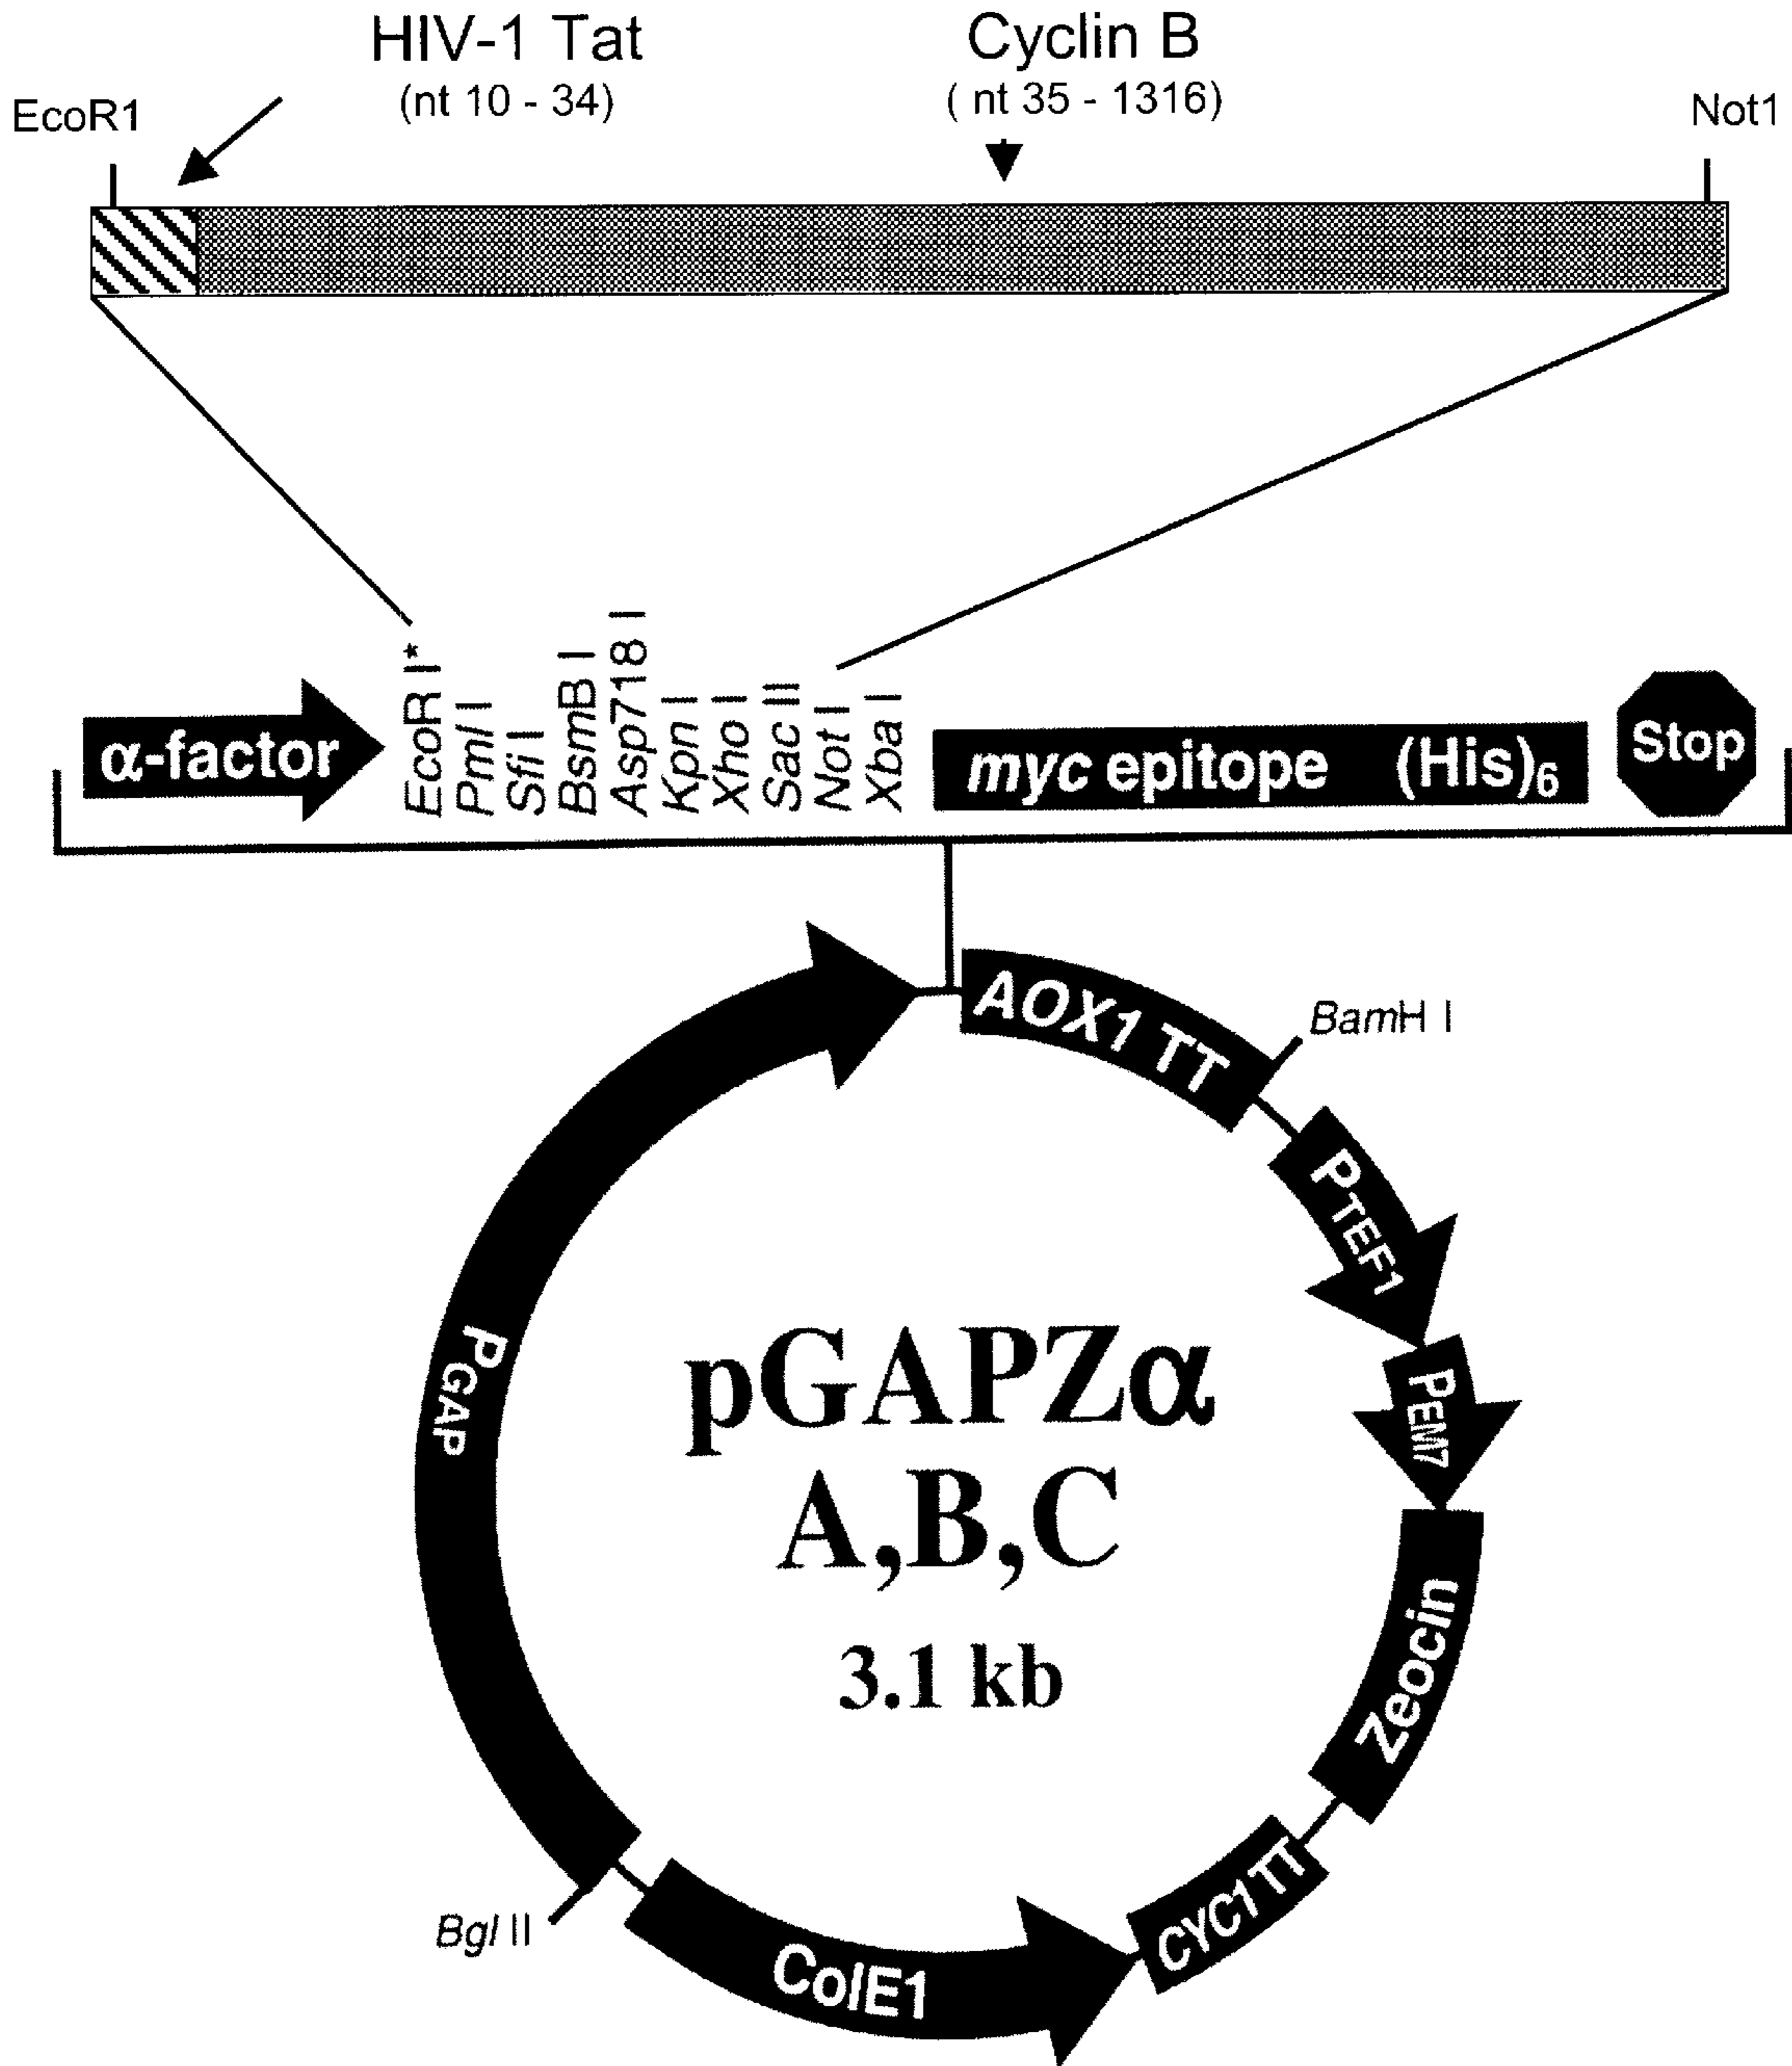 HIV-1 Tat
(nt 10 - 34)
Cyclin B
( nt 35 - 1316)
EcoR1
Not1
α-factor
EcoR I*
Pml I
Sfi I
BsmB I
Asp718 I
Kpn I
Xho I
Sac II
Not I
Xba I
myc epitope (His)6
Stop
AOX1 TT
BamH I
PTEF1
PEM7
Zeocin
CYC1 TT
ColE1
Bgl II
PGAP
pGAPZα
A,B,C
3.1 kb